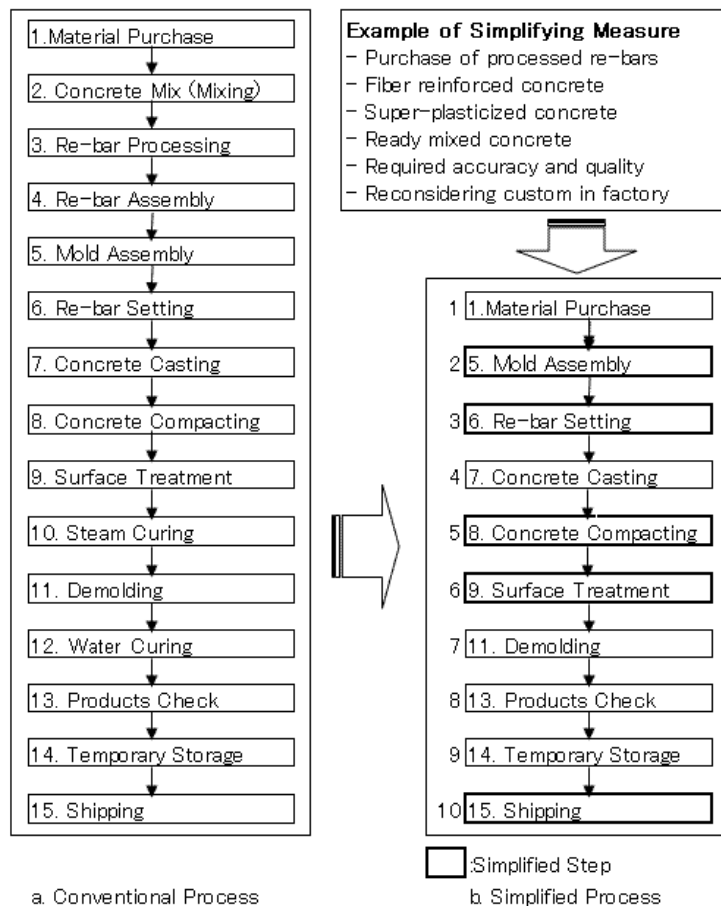 1.Material Purchase
2. Concrete Mix (Mixing)
3. Re-bar Processing
4. Re-bar Assembly
5. Mold Assembly
6. Re-bar Setting
7. Concrete Casting
8. Concrete Compacting
9. Surface Treatment
10. Steam Curing
11. Demolding
12. Water Curing
13. Products Check
14. Temporary Storage
15. Shipping
a. Conventional Process
Example of Simplifying Measure
- Purchase of processed re-bars
- Fiber reinforced concrete
- Super-plasticized concrete
- Ready mixed concrete
- Required accuracy and quality
- Reconsidering custom in factory
1 1.Material Purchase
2 5. Mold Assembly
3 6. Re-bar Setting
4 7. Concrete Casting
5 8. Concrete Compacting
6 9. Surface Treatment
7 11. Demolding
8 13. Products Check
9 14. Temporary Storage
10 15. Shipping
:Simplified Step
b. Simplified Process